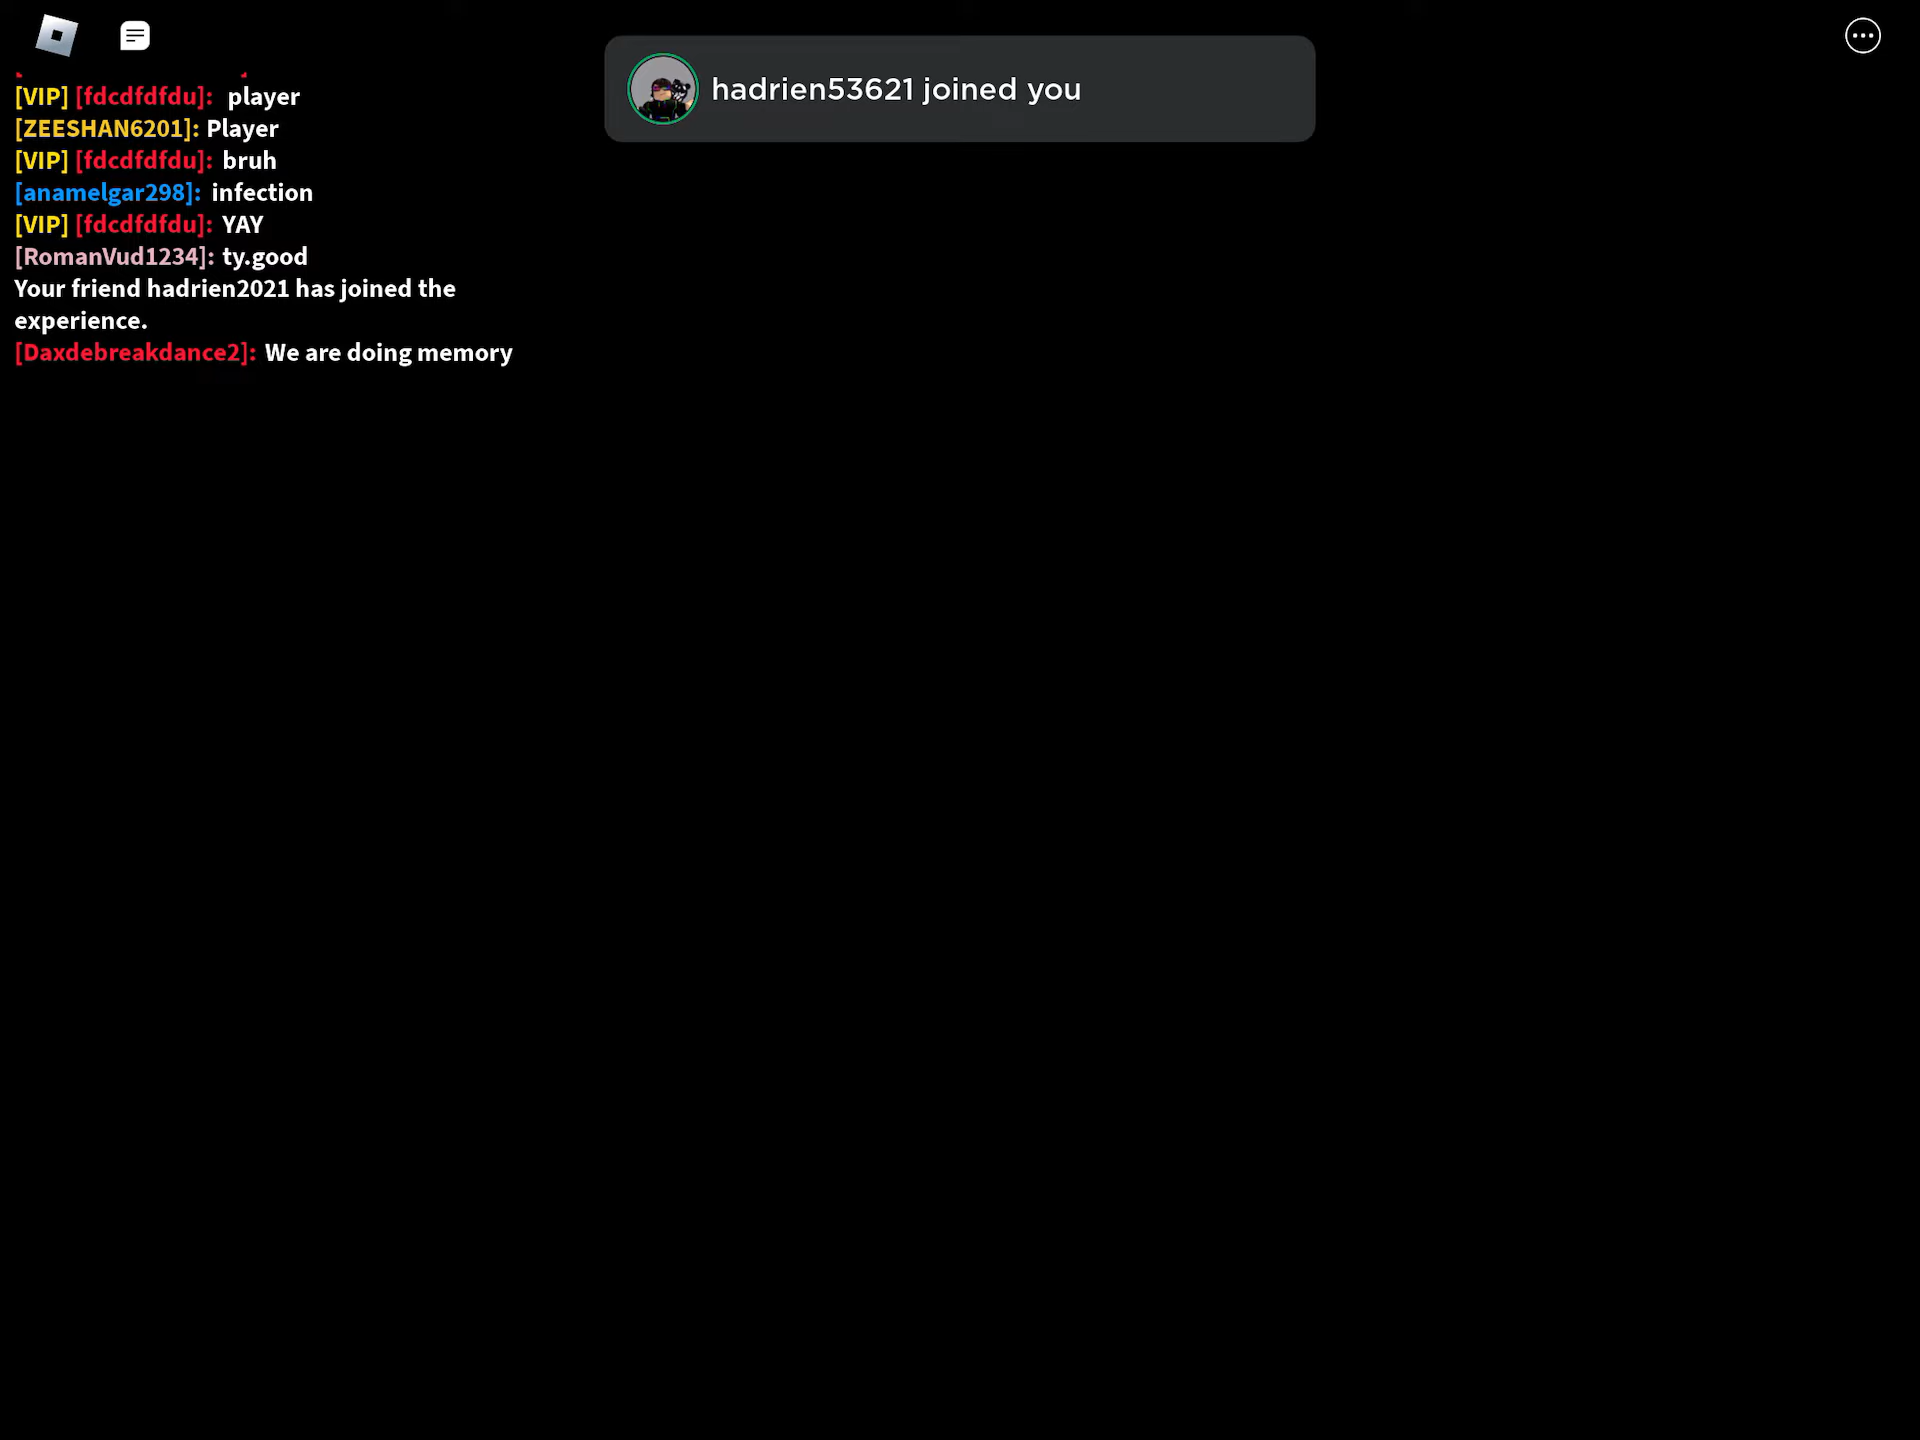 hadrien53621 joined you
[VIP] [fdcdfdfdu]: player
[ZEESHAN6201]: Player
[VIP] [fdcdfdfdu]: bruh
[anamelgar298]: infection
[VIP] [fdcdfdfdu]: YAY
[RomanVud1234]: ty.good
Your friend hadrien2021 has joined the
experience.
[Daxdebreakdance2]: We are doing memory